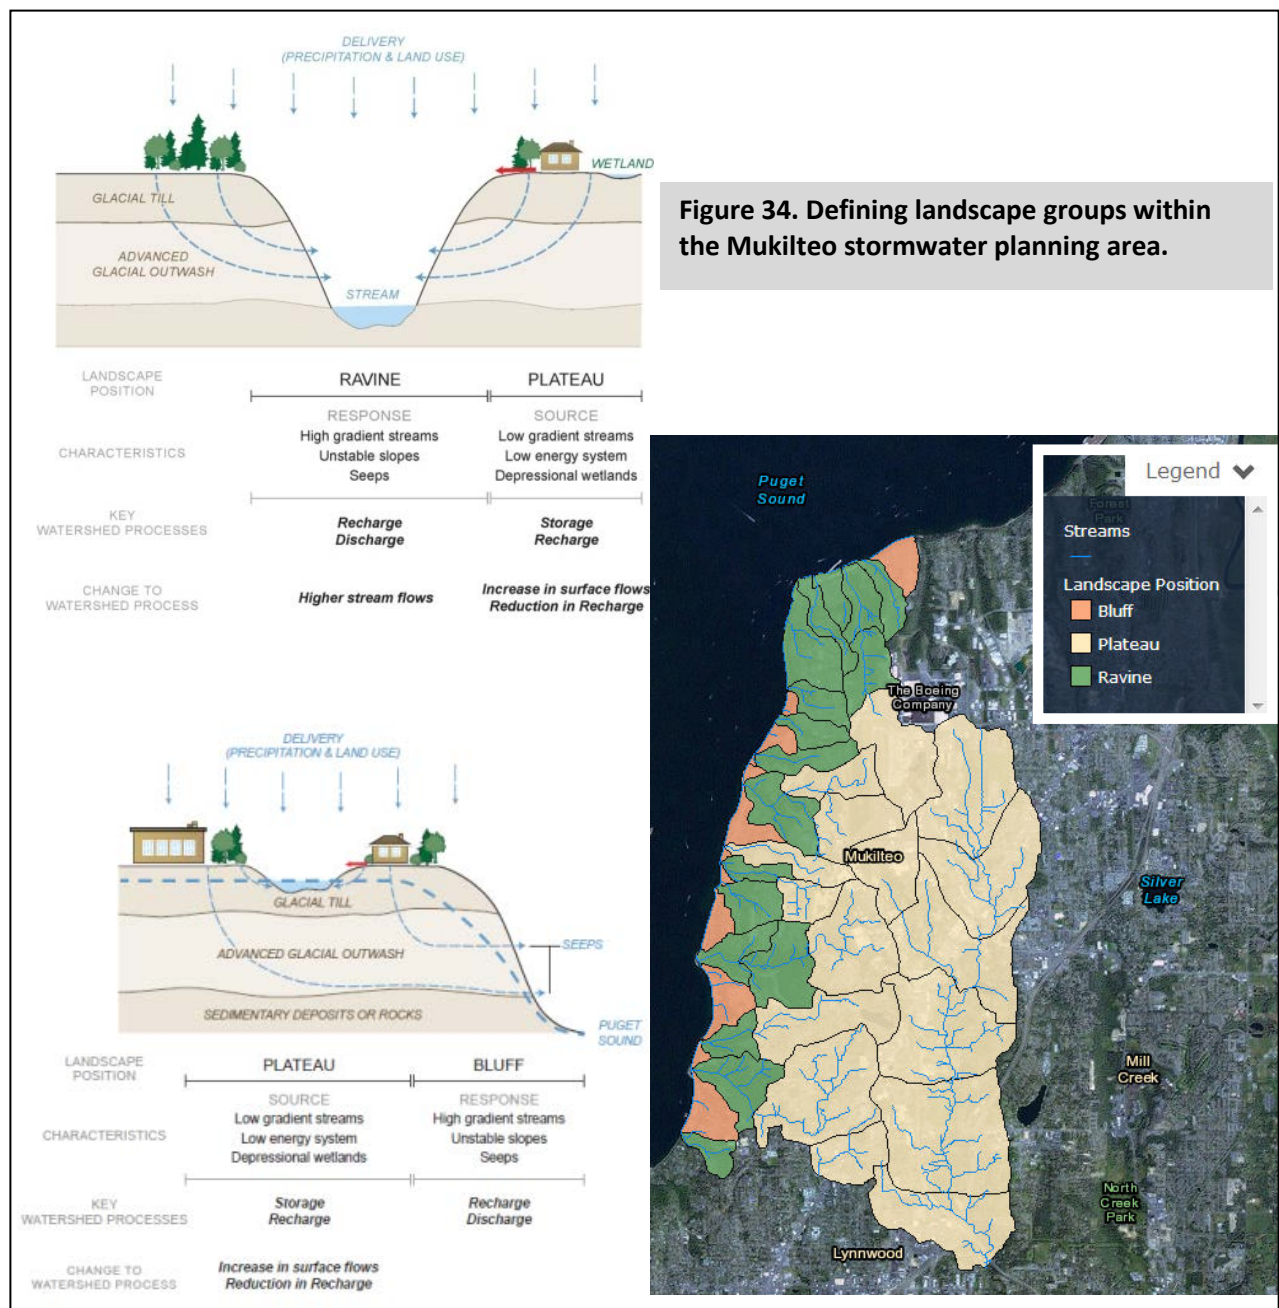 DELIVERY
(PRECIPITATION & LAND USE)
WETLAND
GLACIAL TILL
ADVANCED
GLACIAL OUTWASH
STREAM
Figure 34. Defining landscape groups within
the Mukilteo stormwater planning area.
LANDSCAPE
POSITION
RAVINE
PLATEAU
CHARACTERISTICS
RESPONSE
High gradient streams
Unstable slopes
Seeps
SOURCE
Low gradient streams
Low energy system
Depressional wetlands
KEY
WATERSHED PROCESSES
Recharge
Discharge
Storage
Recharge
CHANGE TO
WATERSHED PROCESS
Higher stream flows
Increase in surface flows
Reduction in Recharge
DELIVERY
(PRECIPITATION & LAND USE)
GLACIAL TILL
SEEPS
ADVANCED GLACIAL OUTWASH
SEDIMENTARY DEPOSITS OR ROCKS
PUGET
SOUND
LANDSCAPE
POSITION
PLATEAU
BLUFF
CHARACTERISTICS
SOURCE
Low gradient streams
Low energy system
Depressional wetlands
RESPONSE
High gradient streams
Unstable slopes
Seeps
KEY
WATERSHED PROCESSES
Storage
Recharge
Recharge
Discharge
CHANGE TO
WATERSHED PROCESS
Increase in surface flows
Reduction in Recharge
Puget
Sound
Legend
Forest
Park
Streams
Landscape Position
Bluff
Plateau
Ravine
The Boeing
Company
Mukilteo
Silver
Lake
Mill
Creek
North
Creek
Park
Lynnwood